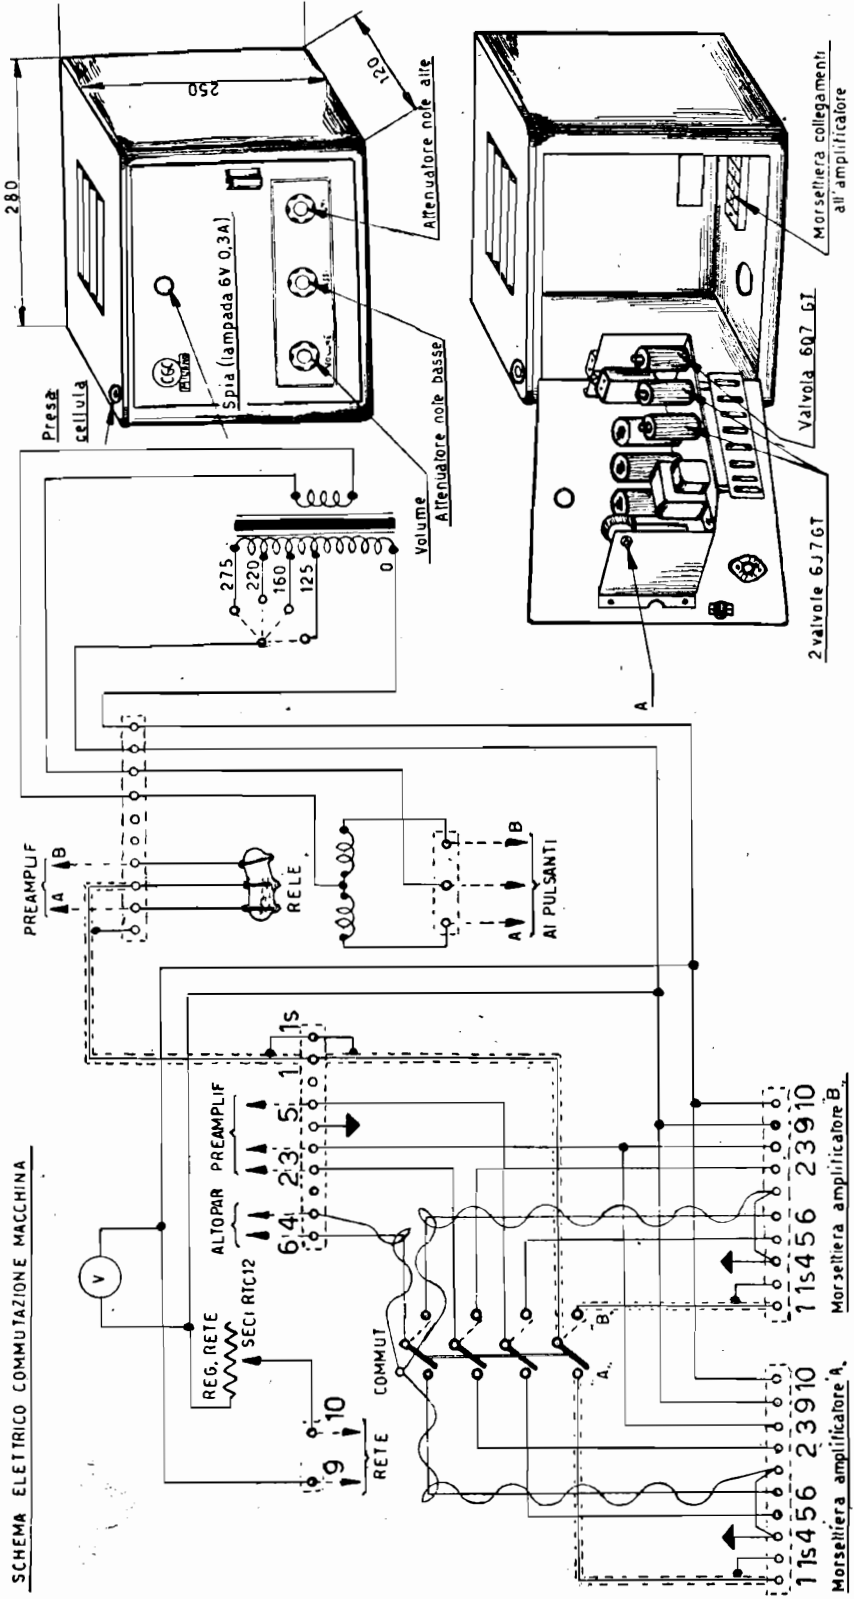 SCHEMA ELETTRICO COMMUTAZIONE MACCHINA
V
REG. RETE
SECI RTC12
9 10
RETE
ALTOPAR
PREAMPLIF
6 4 2 3 5 1 1s
COMMUT
A
B
1 1s 4 5 6 2 3 9 10
Morsettiera amplificatore "A"
1 1s 4 5 6 2 3 9 10
Morsettiera amplificatore "B"
PREAMPLIF
A B
RELE
A B
AI PULSANTI
275
220
160
125
0
280
250
120
Presa
cellula
CGE
MILANO
Spia (lampada 6V 0,3A)
VOLUME
Volume
Attenuatore note basse
Attenuatore note alte
A
2 valvole 6J7GT
Valvola 6Q7 GT
Morsettiera collegamenti
all'amplificatore